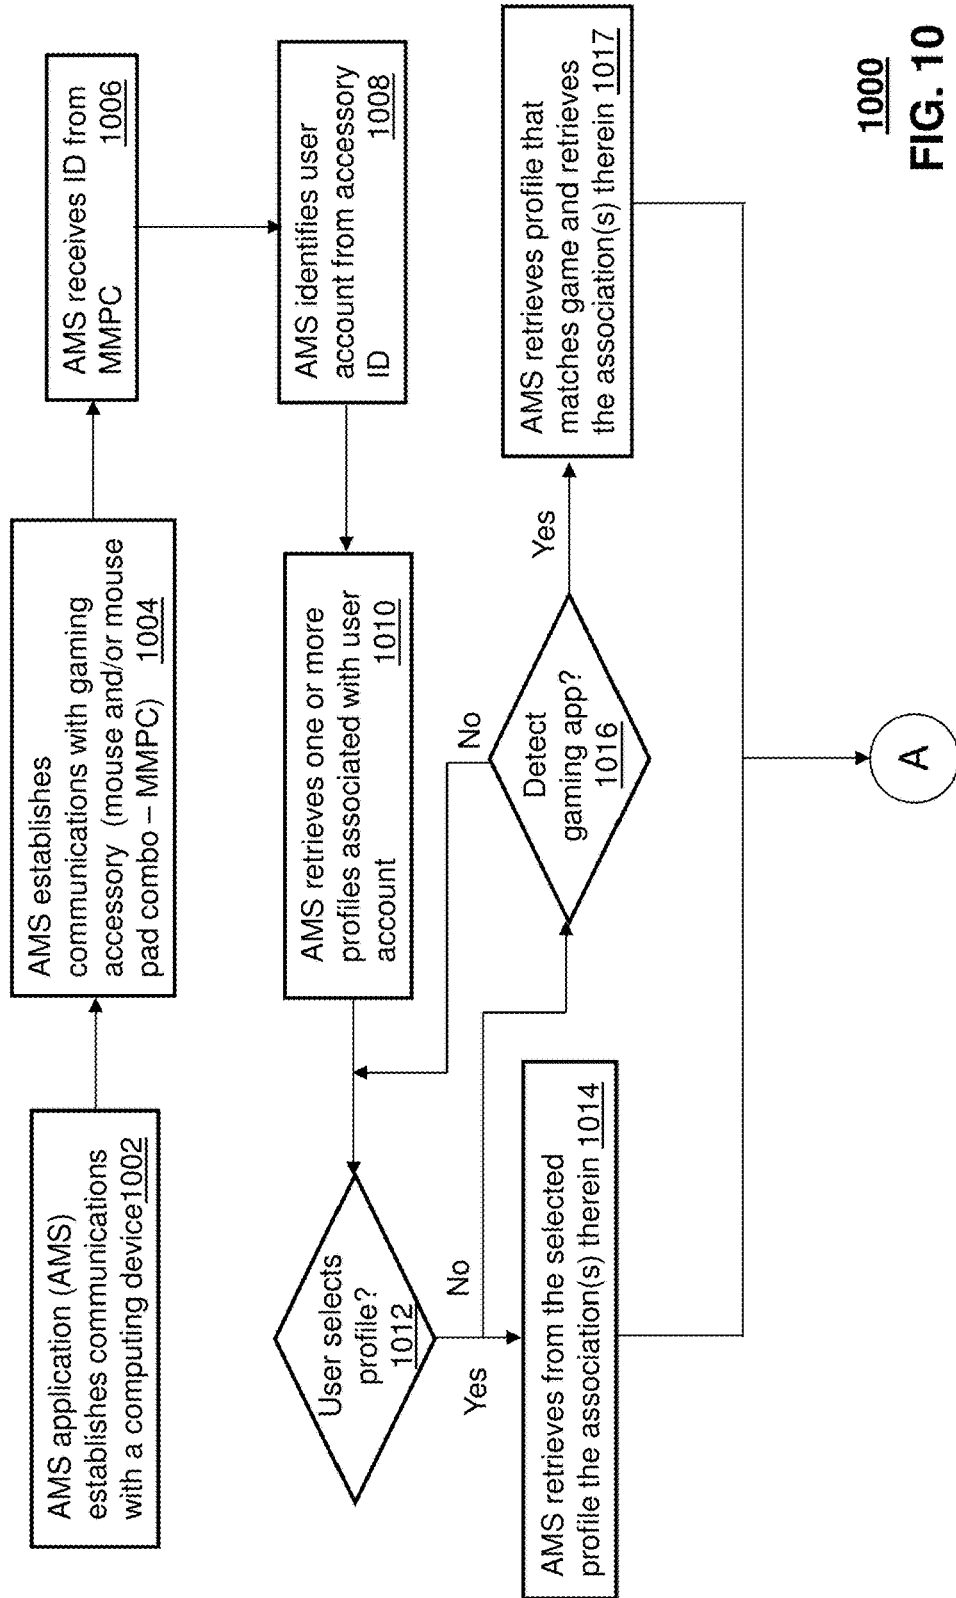 AMS application (AMS)
establishes communications
with a computing device1002
AMS establishes
communications with gaming
accessory (mouse and/or mouse
pad combo – MMPC) 1004
AMS receives ID from
MMPC 1006
AMS identifies user
account from accessory
ID 1008
AMS retrieves one or more
profiles associated with user
account 1010
User selects
profile?
1012
No
Yes
AMS retrieves from the selected
profile the association(s) therein 1014
Detect
gaming app?
1016
No
Yes
AMS retrieves profile that
matches game and retrieves
the association(s) therein 1017
A
1000
FIG. 10